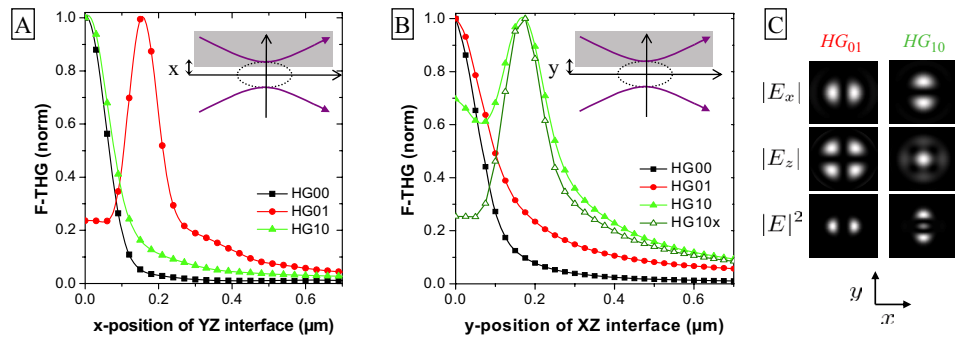 A
1.0
0.8
0.6
0.4
0.2
0.0
F-THG (norm)
x
HG00
HG01
HG10
0.0 0.2 0.4 0.6
x-position of YZ interface (µm)
B
1.0
0.8
0.6
0.4
0.2
0.0
F-THG (norm)
y
HG00
HG01
HG10
HG10x
0.0 0.2 0.4 0.6
y-position of XZ interface (µm)
C
HG₀₁ HG₁₀
|Eₓ|
|E_z|
|E|²
y
x